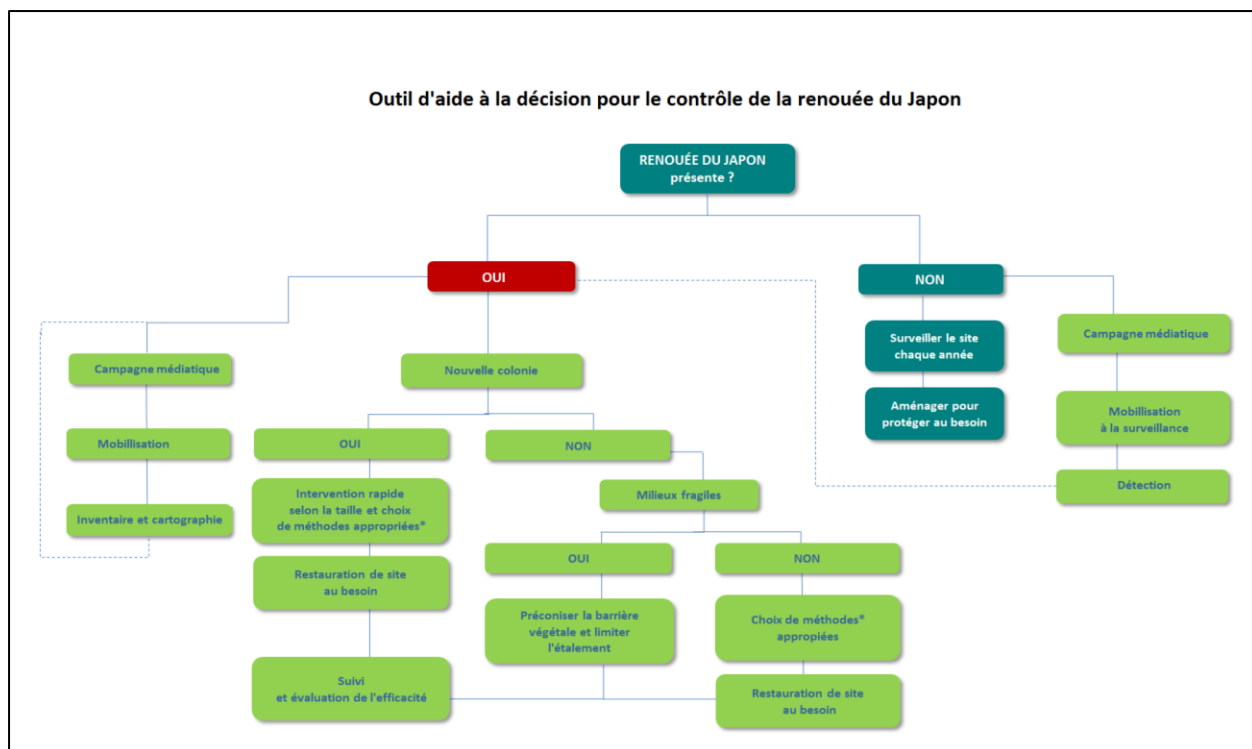 Outil d'aide à la décision pour le contrôle de la renouée du Japon
RENOUÉE DU JAPON
présente ?
OUI
NON
Campagne médiatique
Mobillisation
Inventaire et cartographie
Nouvelle colonie
OUI
Intervention rapide
selon la taille et choix
de méthodes appropriées*
Restauration de site
au besoin
Suivi
et évaluation de l'efficacité
NON
Milieux fragiles
OUI
Préconiser la barrière
végétale et limiter
l'étalement
NON
Choix de méthodes*
appropiées
Restauration de site
au besoin
Surveiller le site
chaque année
Aménager pour
protéger au besoin
Campagne médiatique
Mobillisation
à la surveillance
Détection